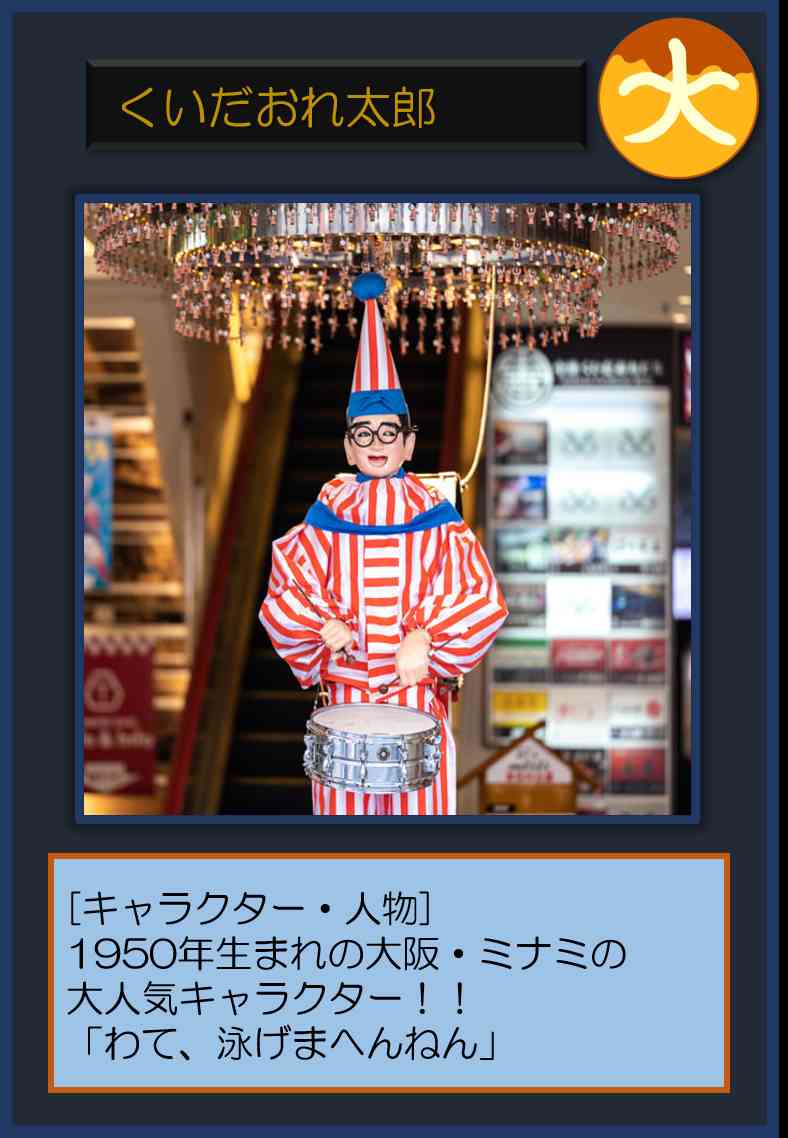 くいだおれ太郎
大
[キャラクター・人物]
1950年生まれの大阪・ミナミの
大人気キャラクター！！
「わて、泳げまへんねん」